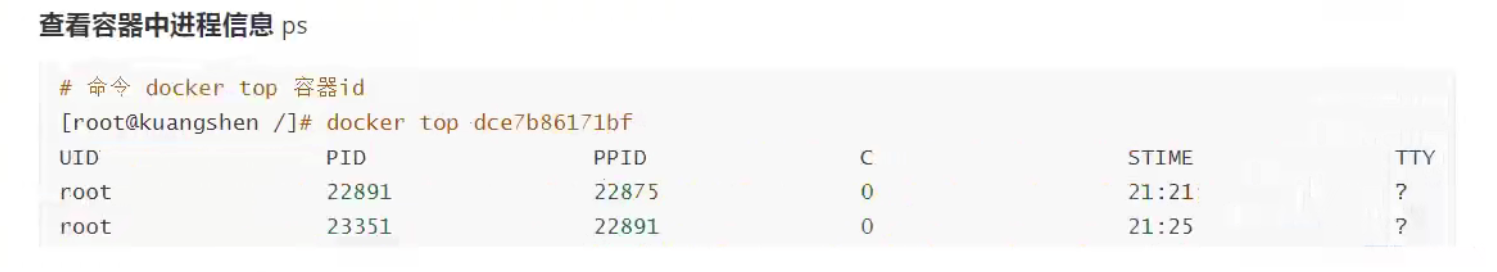 查看容器中进程信息 ps
# 命令 docker top 容器id
[root@kuangshen /]# docker top dce7b86171bf
UID PID PPID C STIME TTY
root 22891 22875 0 21:21 ?
root 23351 22891 0 21:25 ?